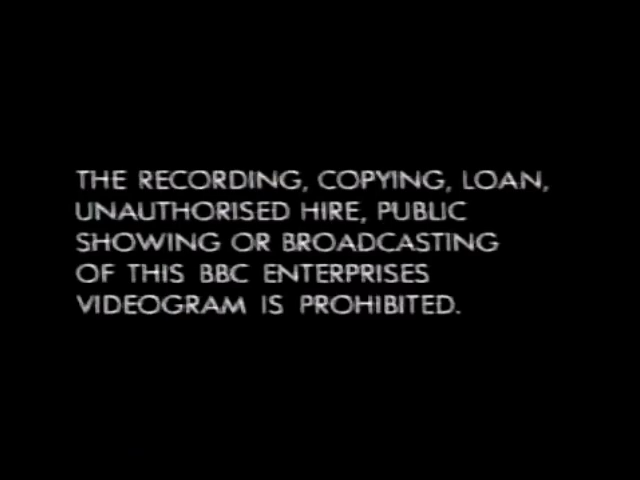 THE RECORDING, COPYING, LOAN,
UNAUTHORISED HIRE, PUBLIC
SHOWING OR BROADCASTING
OF THIS BBC ENTERPRISES
VIDEOGRAM IS PROHIBITED.